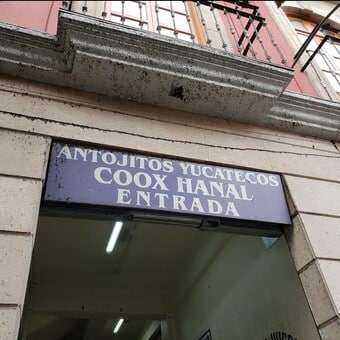 ANTOJITOS YUCATECOS
COOX HANAL
ENTRADA